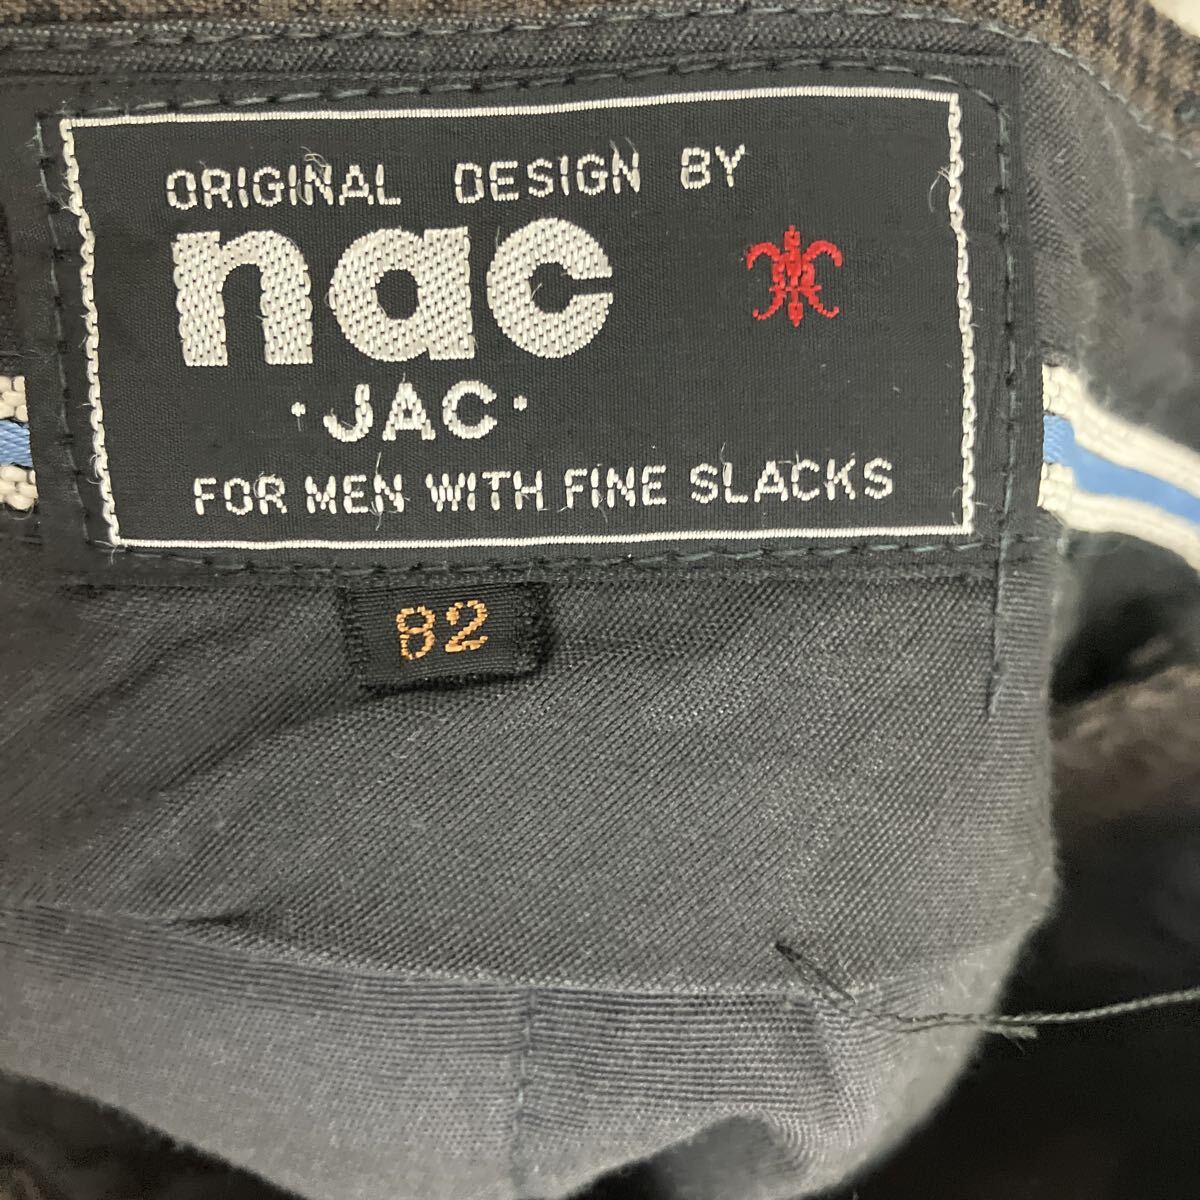 ORIGINAL DESIGN BY
nac
·JAC·
FOR MEN WITH FINE SLACKS
82